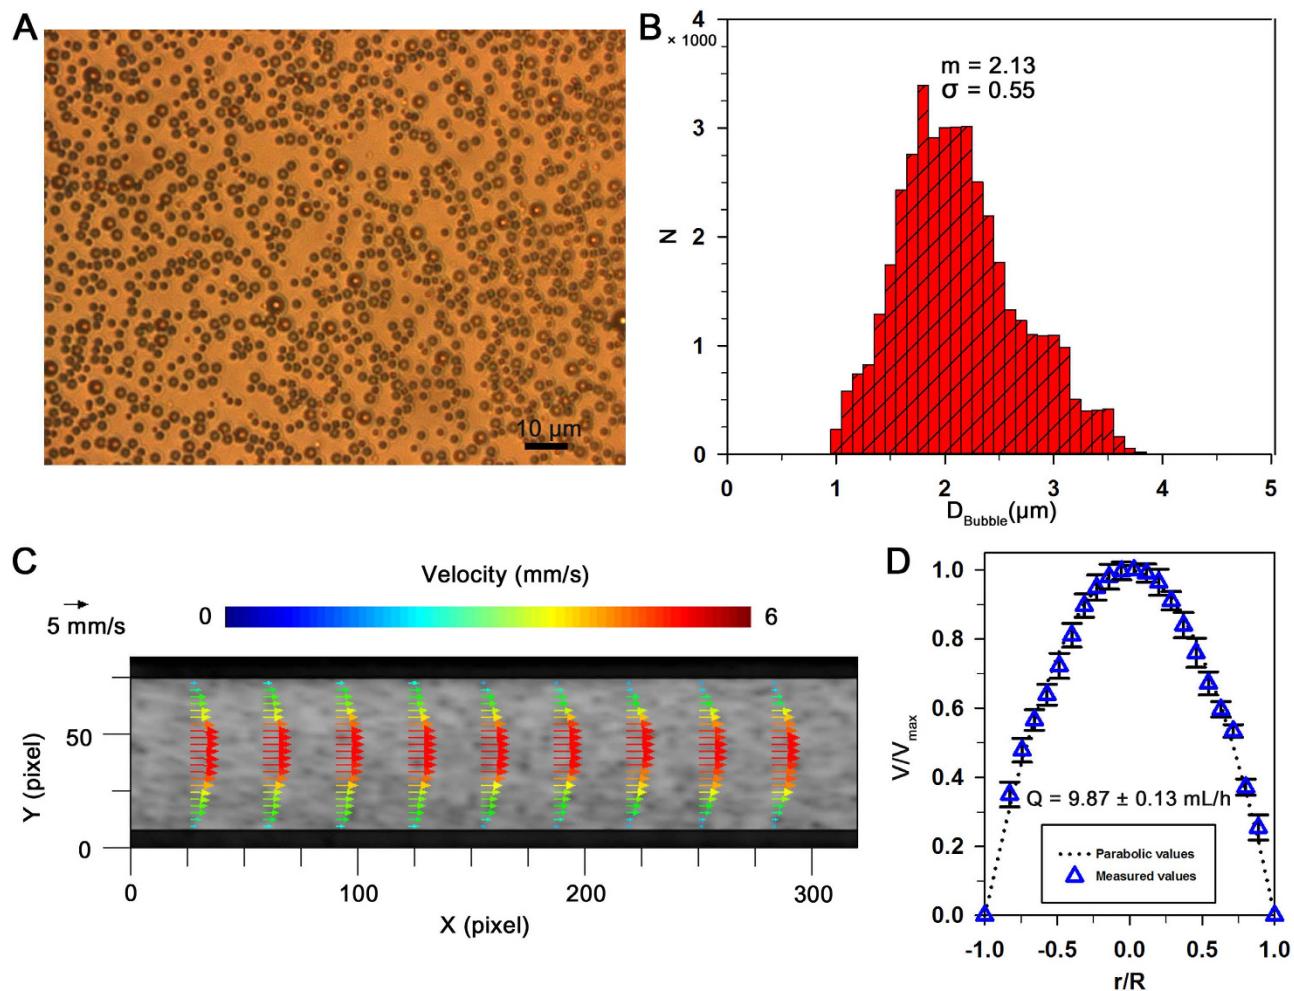 A
10 µm
B
4
× 1000
m = 2.13
σ = 0.55
3
N
2
1
0
0 1 2 3 4 5
D_Bubble(µm)
C
Velocity (mm/s)
0 6
5 mm/s
Y (pixel)
50
0
0 100 200 300
X (pixel)
D
V/V_max
1.0
0.8
0.6
0.4
0.2
0.0
Q = 9.87 ± 0.13 mL/h
Parabolic values
Measured values
-1.0 -0.5 0.0 0.5 1.0
r/R